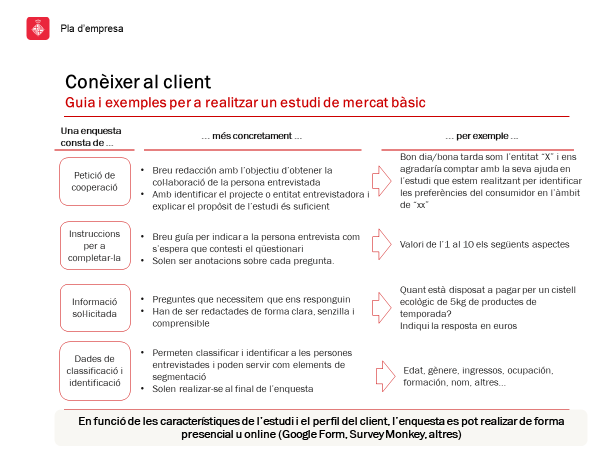 Pla d'empresa
Conèixer al client
Guia i exemples per a realitzar un estudi de mercat bàsic
Una enquesta
consta de ...
... més concretament ...
... per exemple ...
Petició de
cooperació
• Breu redacció amb l'objectiu d'obtenir la
col·laboració de la persona entrevistada
• Amb identificar el projecte o entitat entrevistadora i
explicar el propòsit de l'estudi és suficient
Bon dia/bona tarda som l'entitat "X" i ens
agradaria comptar amb la seva ajuda en
l'estudi que estem realitzant per identificar
les preferències del consumidor en l'àmbit
de "xx"
Instruccions
per a
completar-la
• Breu guía per indicar a la persona entrevista com
s'espera que contesti el qüestionari
• Solen ser anotacions sobre cada pregunta.
Valori de l'1 al 10 els següents aspectes
Informació
sol·licitada
• Preguntes que necessitem que ens responguin
• Han de ser redactades de forma clara, senzilla i
comprensible
Quant està disposat a pagar per un cistell
ecològic de 5kg de productes de
temporada?
Indiqui la resposta en euros
Dades de
classificació i
identificació
• Permeten classificar i identificar a les persones
entrevistades i poden servir com elements de
segmentació
• Solen realizar-se al final de l'enquesta
Edat, gènere, ingressos, ocupación,
formación, nom, altres...
En funció de les característiques de l'estudi i el perfil del client, l'enquesta es pot realizar de forma
presencial u online (Google Form, Survey Monkey, altres)